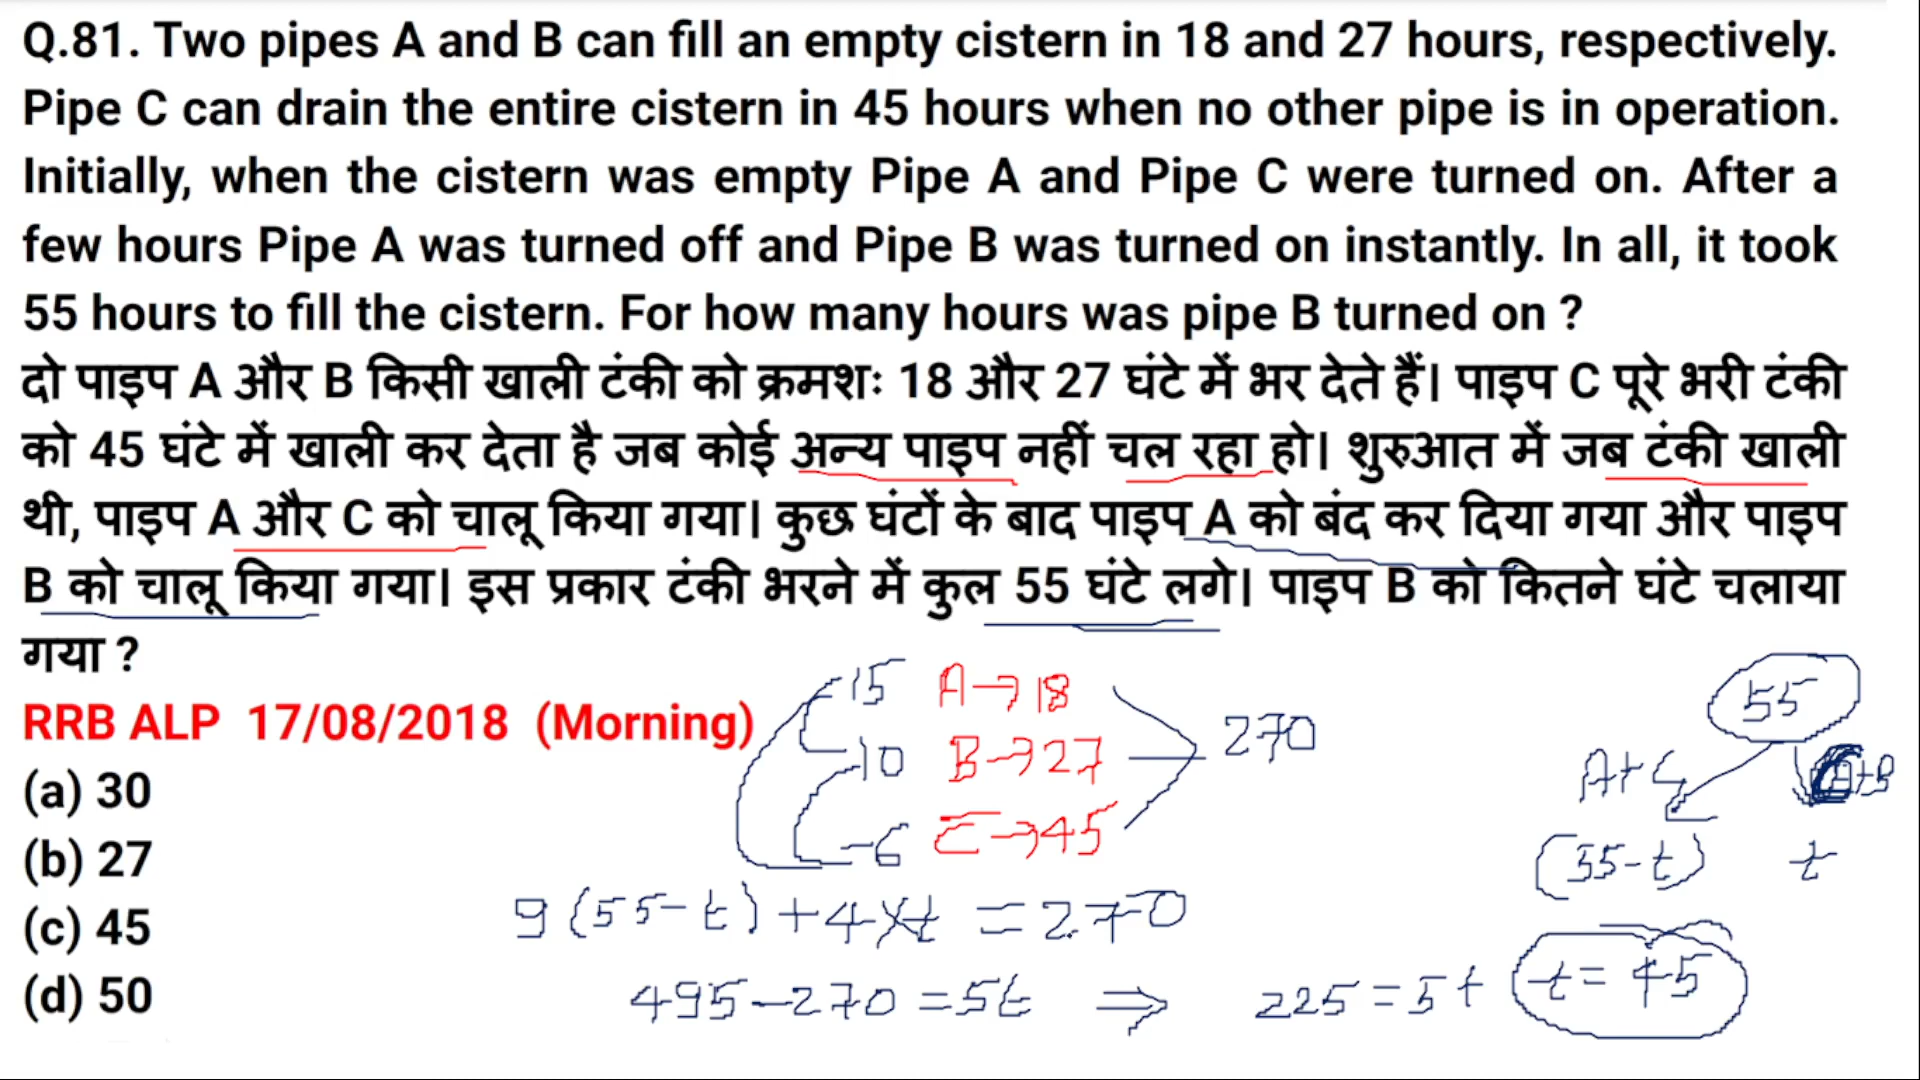 Q.81. Two pipes A and B can fill an empty cistern in 18 and 27 hours, respectively.
Pipe C can drain the entire cistern in 45 hours when no other pipe is in operation.
Initially, when the cistern was empty Pipe A and Pipe C were turned on. After a
few hours Pipe A was turned off and Pipe B was turned on instantly. In all, it took
55 hours to fill the cistern. For how many hours was pipe B turned on ?
दो पाइप A और B किसी खाली टंकी को क्रमशः 18 और 27 घंटे में भर देते हैं। पाइप C पूरे भरी टंकी
को 45 घंटे में खाली कर देता है जब कोई अन्य पाइप नहीं चल रहा हो। शुरुआत में जब टंकी खाली
थी, पाइप A और C को चालू किया गया। कुछ घंटों के बाद पाइप A को बंद कर दिया गया और पाइप
B को चालू किया गया। इस प्रकार टंकी भरने में कुल 55 घंटे लगे। पाइप B को कितने घंटे चलाया
गया ?
RRB ALP 17/08/2018 (Morning)
(a) 30
(b) 27
(c) 45
(d) 50
15 A→18
10 B→27
-6 C→45
270
55
A+C
+B
(55-t) t
9(55-t)+4×t =270
495-270=5t ⇒ 225=5t t=45